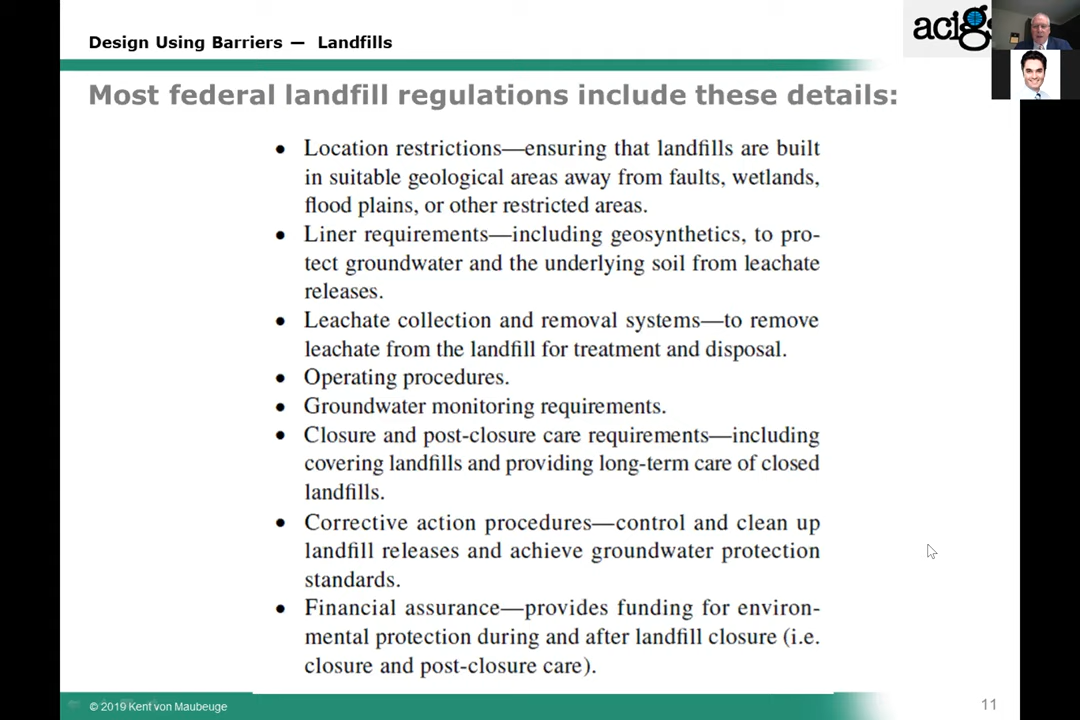 Design Using Barriers — Landfills
acigs
Most federal landfill regulations include these details:
• Location restrictions—ensuring that landfills are built
in suitable geological areas away from faults, wetlands,
flood plains, or other restricted areas.
• Liner requirements—including geosynthetics, to pro-
tect groundwater and the underlying soil from leachate
releases.
• Leachate collection and removal systems—to remove
leachate from the landfill for treatment and disposal.
• Operating procedures.
• Groundwater monitoring requirements.
• Closure and post-closure care requirements—including
covering landfills and providing long-term care of closed
landfills.
• Corrective action procedures—control and clean up
landfill releases and achieve groundwater protection
standards.
• Financial assurance—provides funding for environ-
mental protection during and after landfill closure (i.e.
closure and post-closure care).
© 2019 Kent von Maubeuge
11